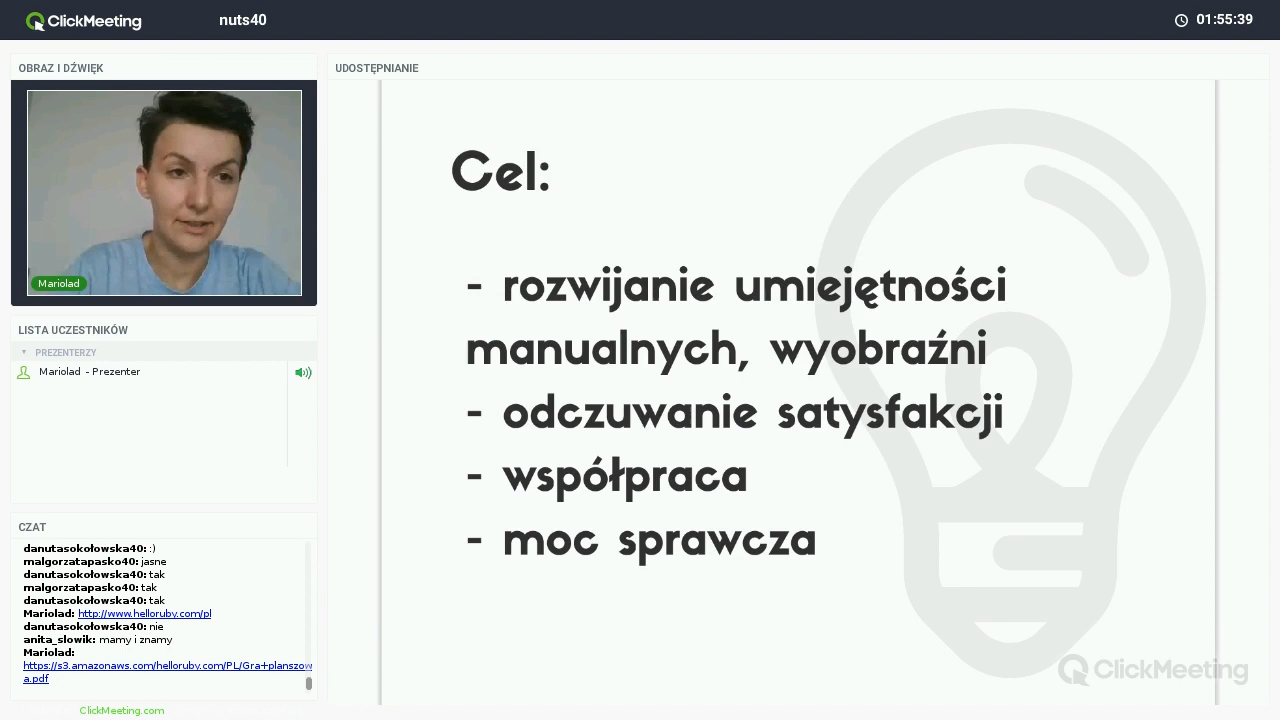 ClickMeeting
nuts40
01:55:39
OBRAZ I DŹWIĘK
Mariolad
LISTA UCZESTNIKÓW
PREZENTERZY
Mariolad - Prezenter
CZAT
danutasokołowska40: :)
malgorzatapasko40: jasne
danutasokołowska40: tak
malgorzatapasko40: tak
danutasokołowska40: tak
Mariolad: http://www.helloruby.com/pl
danutasokołowska40: nie
anita_slowik: mamy i znamy
Mariolad:
https://s3.amazonaws.com/helloruby.com/PL/Gra+planszow
a.pdf
ClickMeeting.com
UDOSTĘPNIANIE
Cel:
- rozwijanie umiejętności
manualnych, wyobraźni
- odczuwanie satysfakcji
- współpraca
- moc sprawcza
ClickMeeting